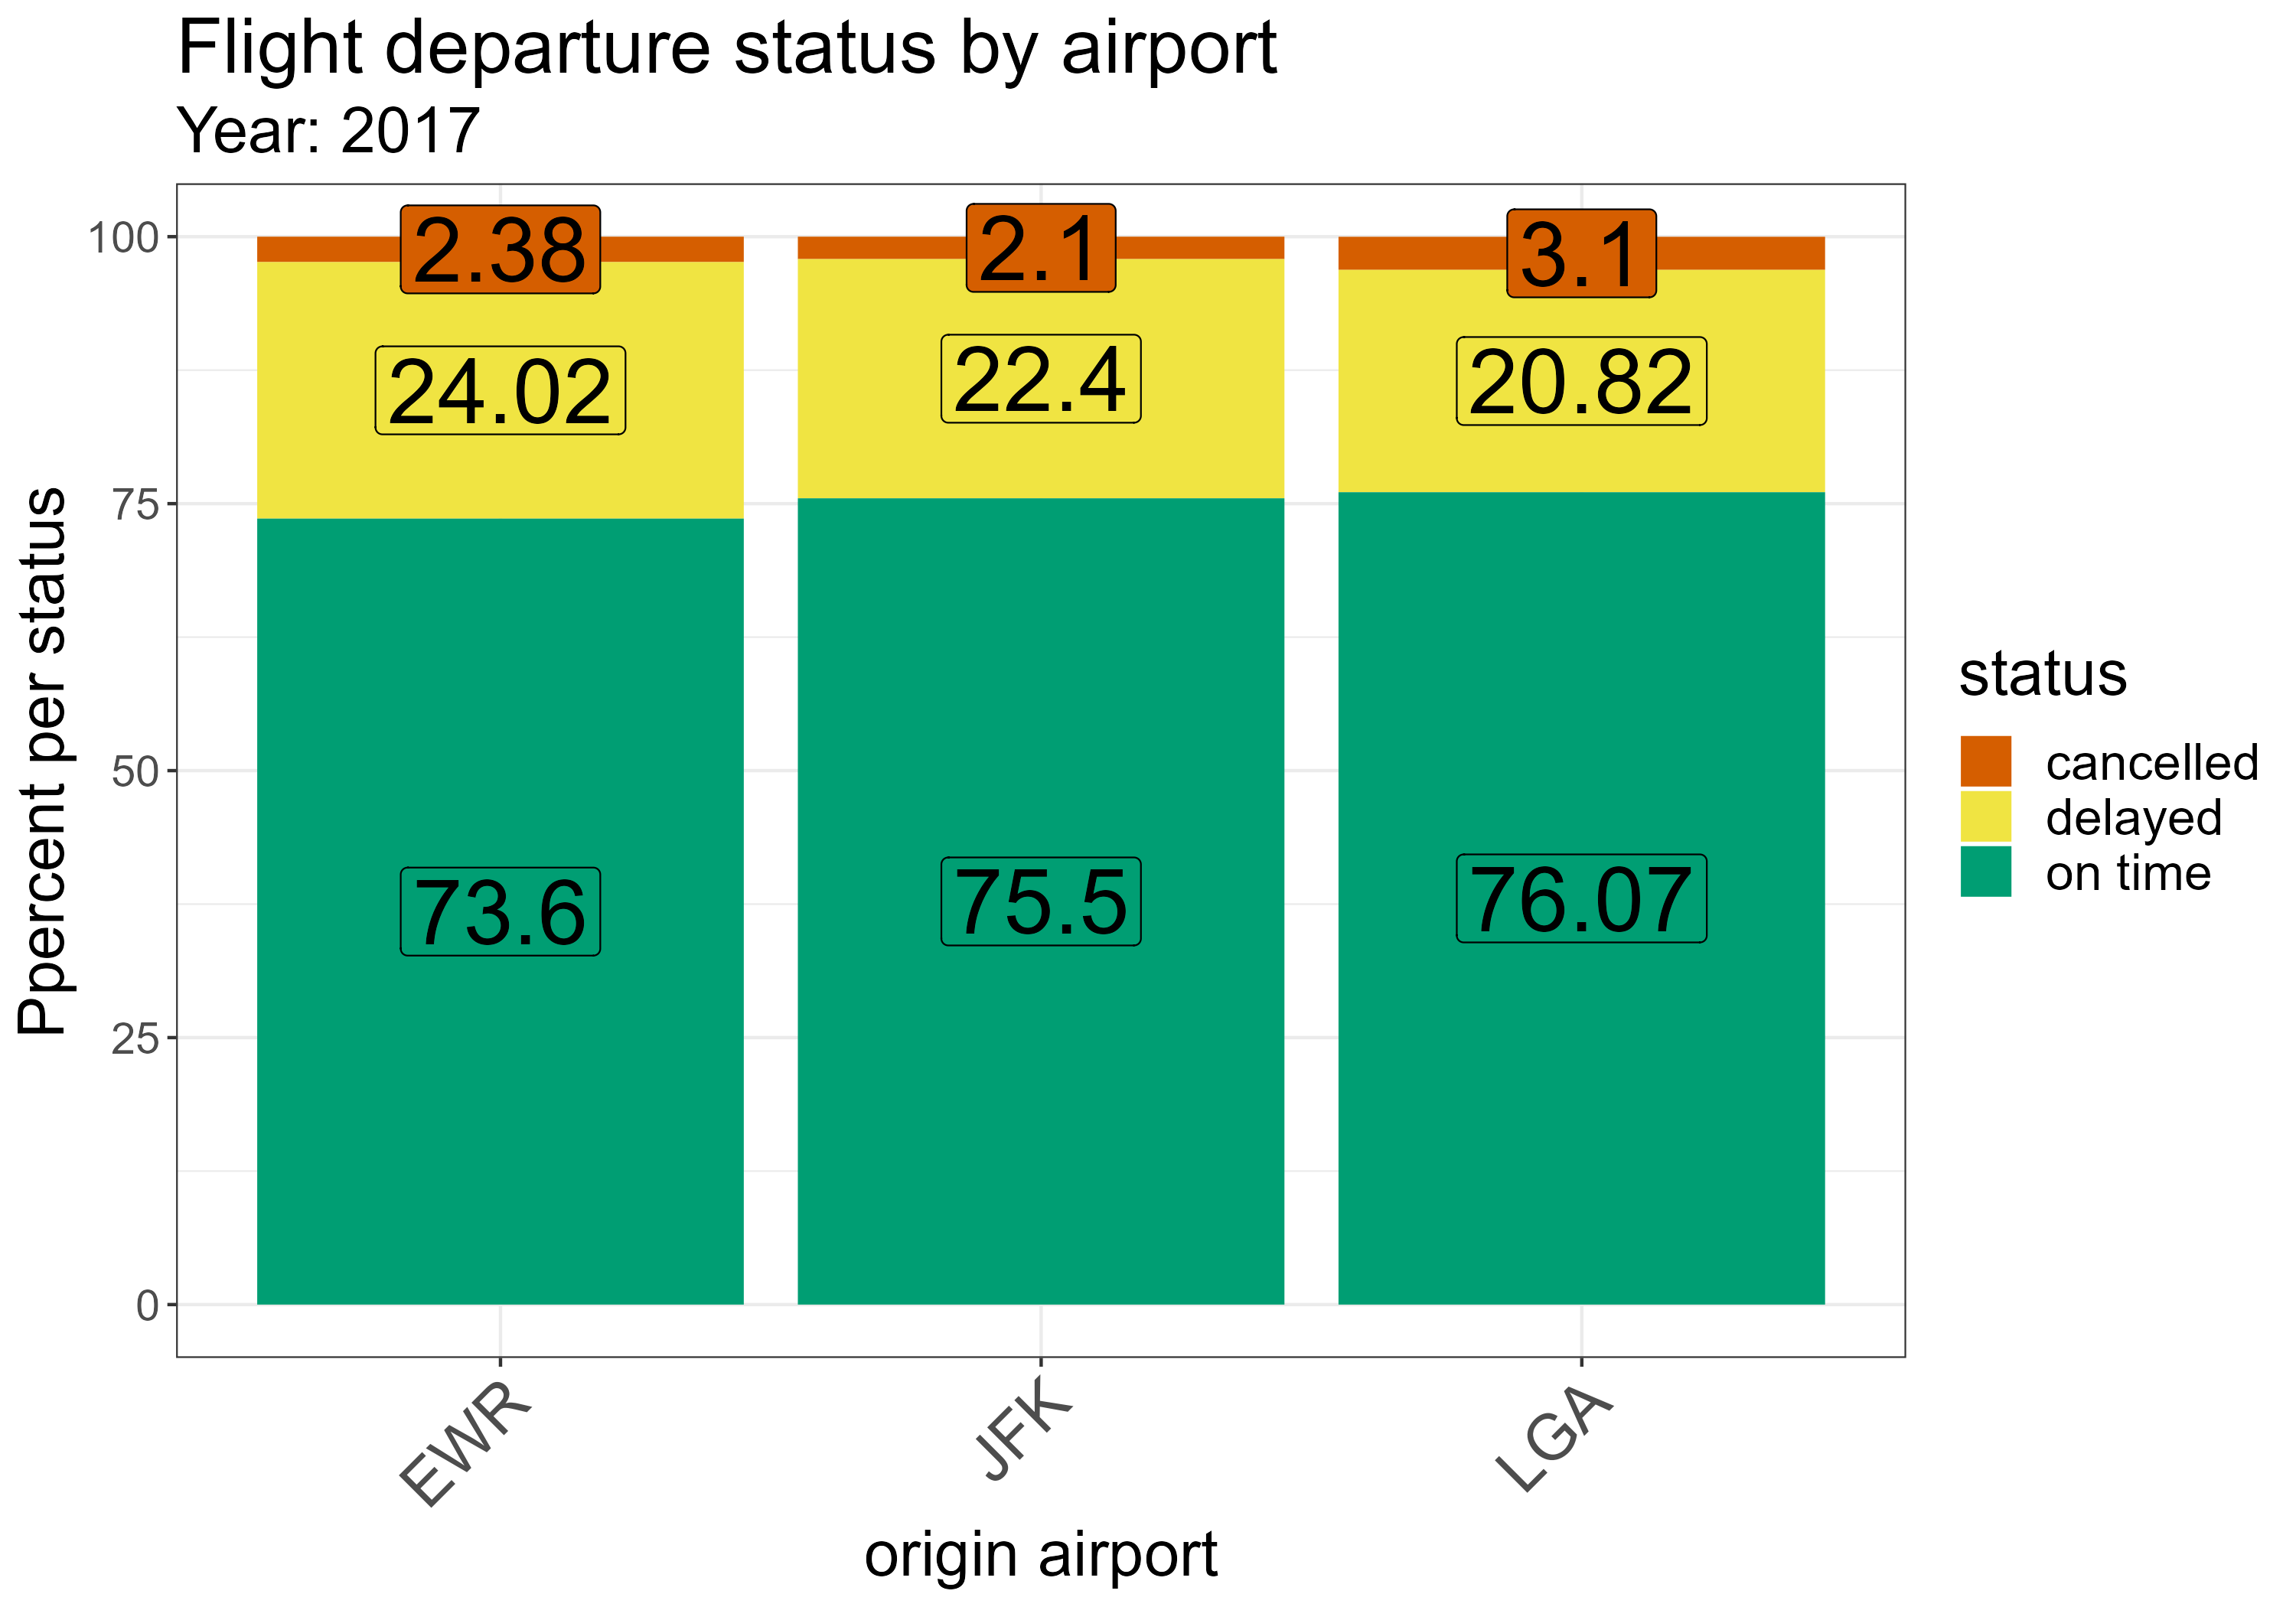 Flight departure status by airport
Year: 2017
Ppercent per status
100
75
50
25
0
2.38
2.1
3.1
24.02
22.4
20.82
73.6
75.5
76.07
EWR
JFK
LGA
origin airport
status
cancelled
delayed
on time